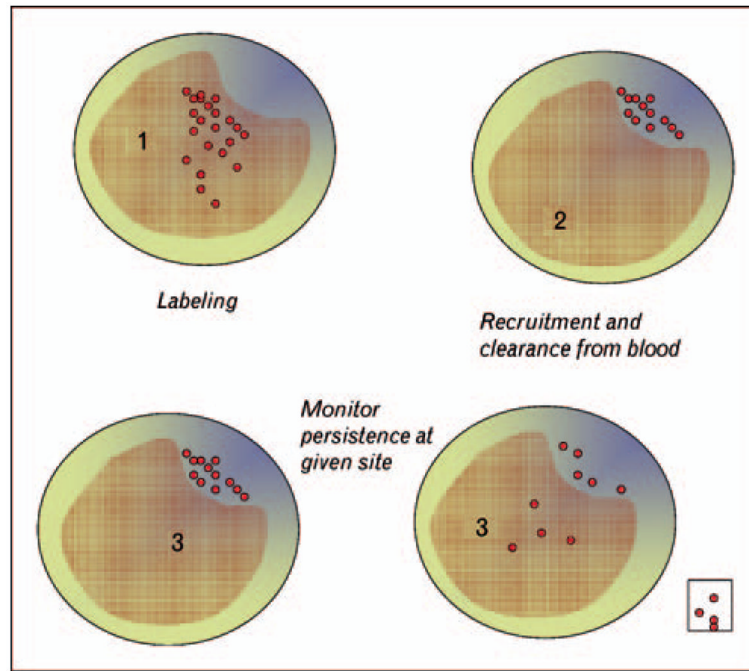 1
Labeling
2
Recruitment and
clearance from blood
Monitor
persistence at
given site
3
3